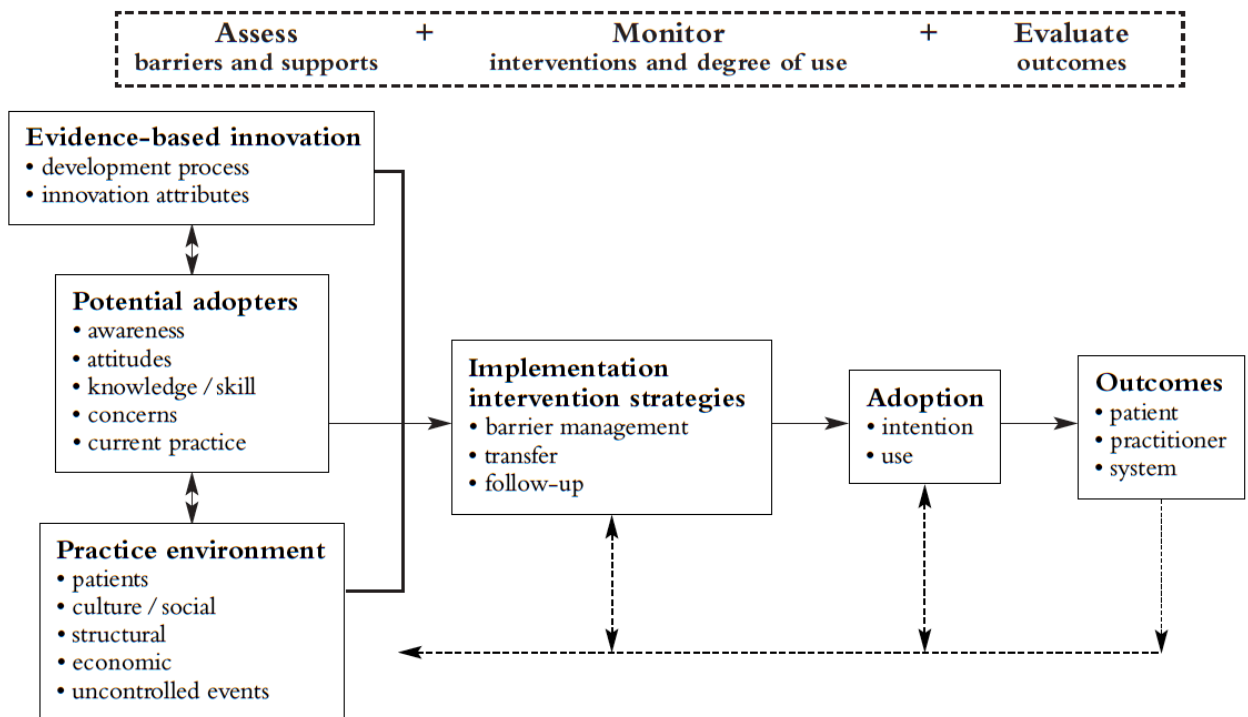 Assess + Monitor + Evaluate
barriers and supports interventions and degree of use outcomes
Evidence-based innovation
• development process
• innovation attributes
Potential adopters
• awareness
• attitudes
• knowledge / skill
• concerns
• current practice
Practice environment
• patients
• culture / social
• structural
• economic
• uncontrolled events
Implementation
intervention strategies
• barrier management
• transfer
• follow-up
Adoption
• intention
• use
Outcomes
• patient
• practitioner
• system